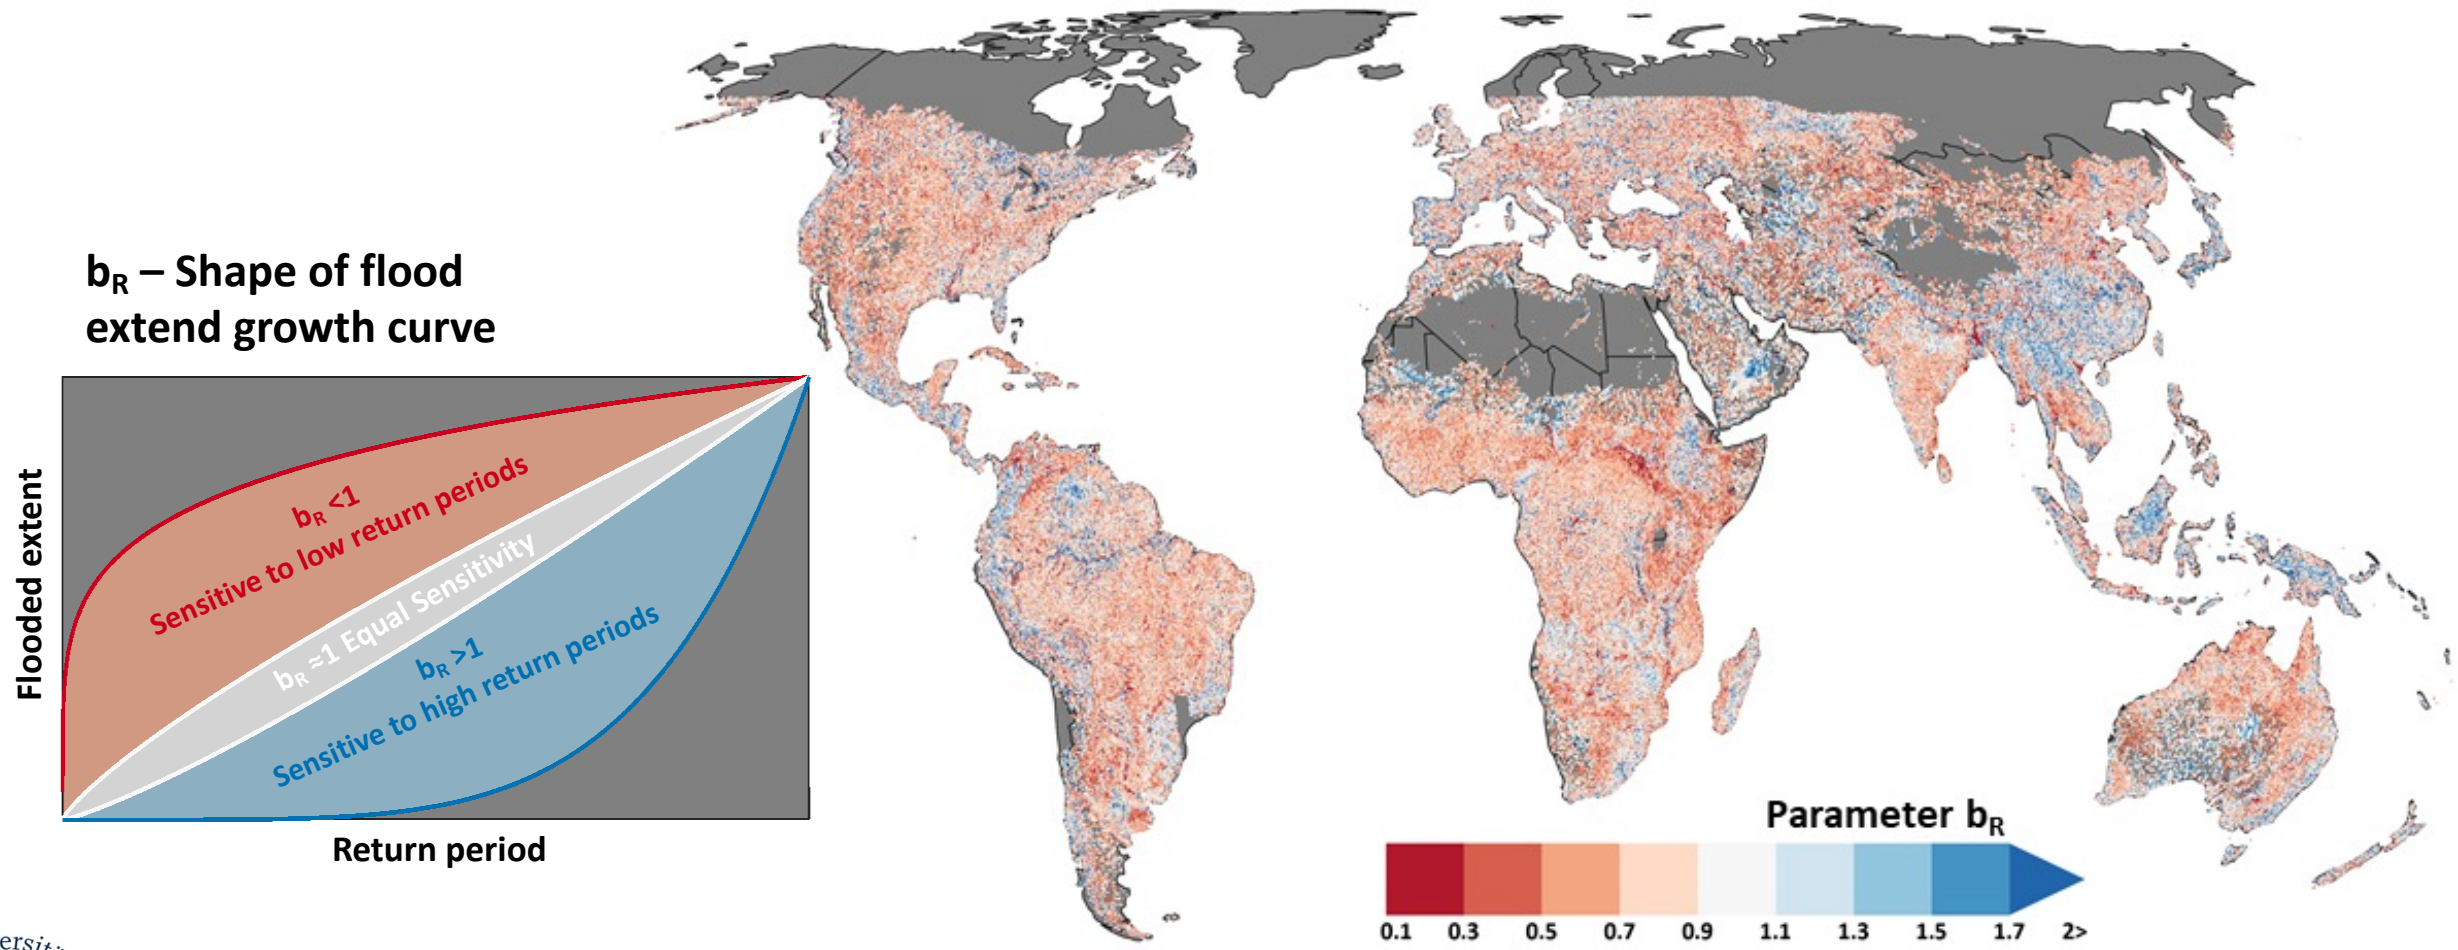 b_R – Shape of flood
extend growth curve
Flooded extent
b_R <1
Sensitive to low return periods
b_R ≈1 Equal Sensitivity
b_R >1
Sensitive to high return periods
Return period
Parameter b_R
0.1 0.3 0.5 0.7 0.9 1.1 1.3 1.5 1.7 2>